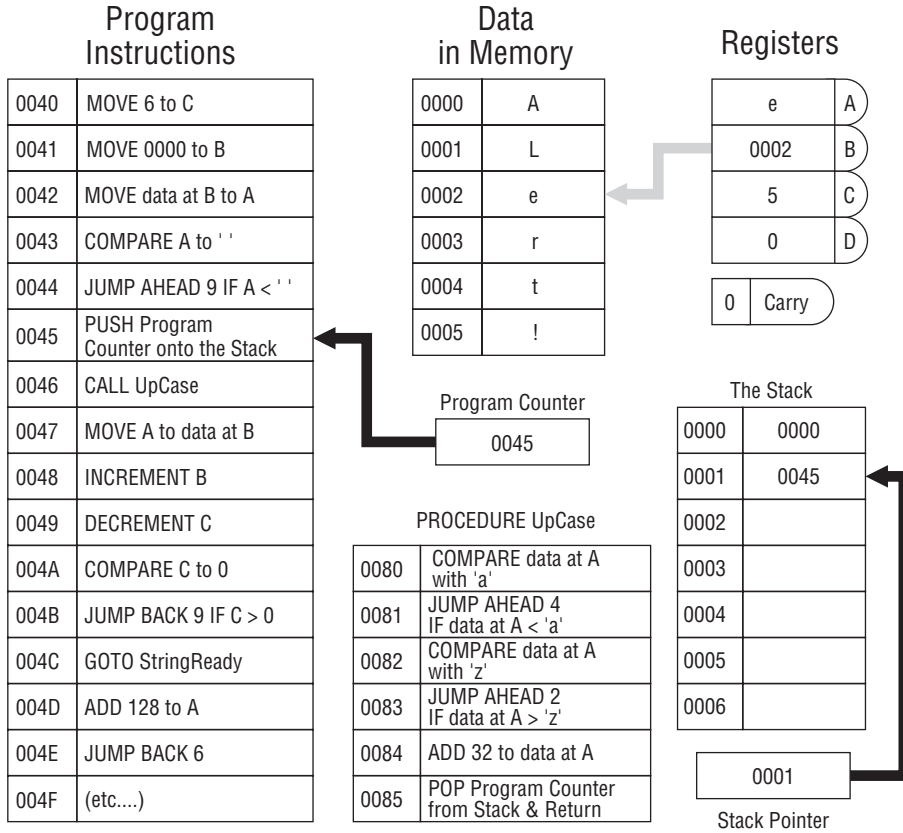 Program
Instructions
0040 MOVE 6 to C
0041 MOVE 0000 to B
0042 MOVE data at B to A
0043 COMPARE A to ' '
0044 JUMP AHEAD 9 IF A < ' '
0045 PUSH Program
Counter onto the Stack
0046 CALL UpCase
0047 MOVE A to data at B
0048 INCREMENT B
0049 DECREMENT C
004A COMPARE C to 0
004B JUMP BACK 9 IF C > 0
004C GOTO StringReady
004D ADD 128 to A
004E JUMP BACK 6
004F (etc....)
Data
in Memory
0000 A
0001 L
0002 e
0003 r
0004 t
0005 !
Registers
e A
0002 B
5 C
0 D
0 Carry
Program Counter
0045
PROCEDURE UpCase
0080 COMPARE data at A
with 'a'
0081 JUMP AHEAD 4
IF data at A < 'a'
0082 COMPARE data at A
with 'z'
0083 JUMP AHEAD 2
IF data at A > 'z'
0084 ADD 32 to data at A
0085 POP Program Counter
from Stack & Return
The Stack
0000 0000
0001 0045
0002
0003
0004
0005
0006
0001
Stack Pointer